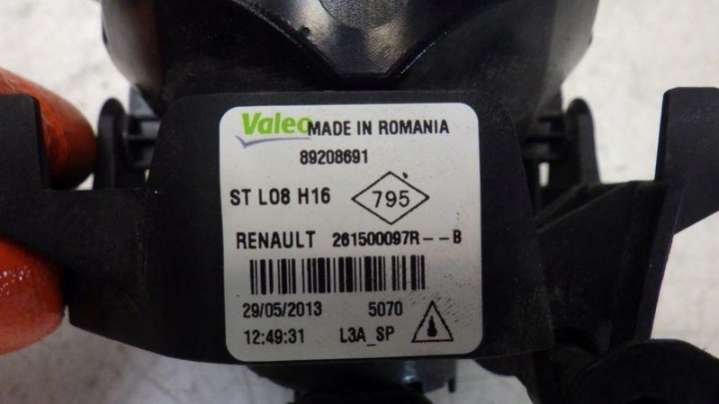 Valeo MADE IN ROMANIA
89208691
ST L08 H16 795
RENAULT 261500097R--B
29/05/2013 5070
12:49:31 L3A_SP